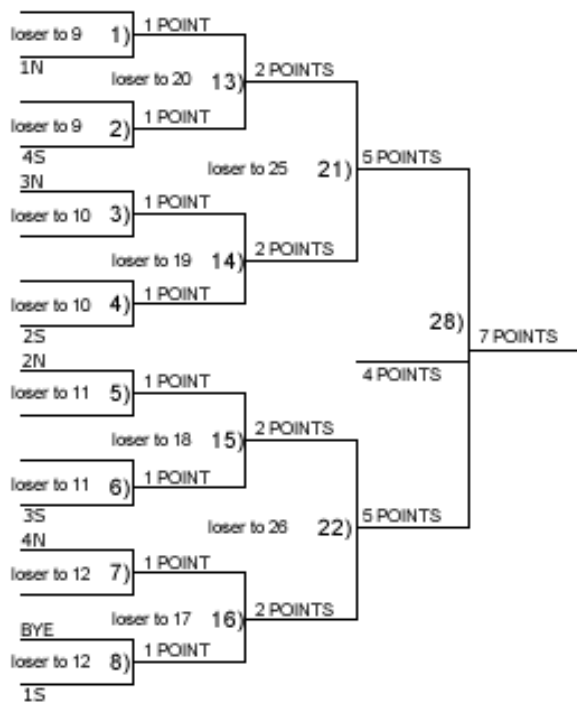 loser to 9 1) 1 POINT
1N
loser to 20 13) 2 POINTS
loser to 9 2) 1 POINT
4S
loser to 25 21) 5 POINTS
3N
loser to 10 3) 1 POINT
loser to 19 14) 2 POINTS
loser to 10 4) 1 POINT
2S
28) 7 POINTS
2N
4 POINTS
loser to 11 5) 1 POINT
loser to 18 15) 2 POINTS
loser to 11 6) 1 POINT
3S
loser to 26 22) 5 POINTS
4N
loser to 12 7) 1 POINT
loser to 17 16) 2 POINTS
BYE
loser to 12 8) 1 POINT
1S